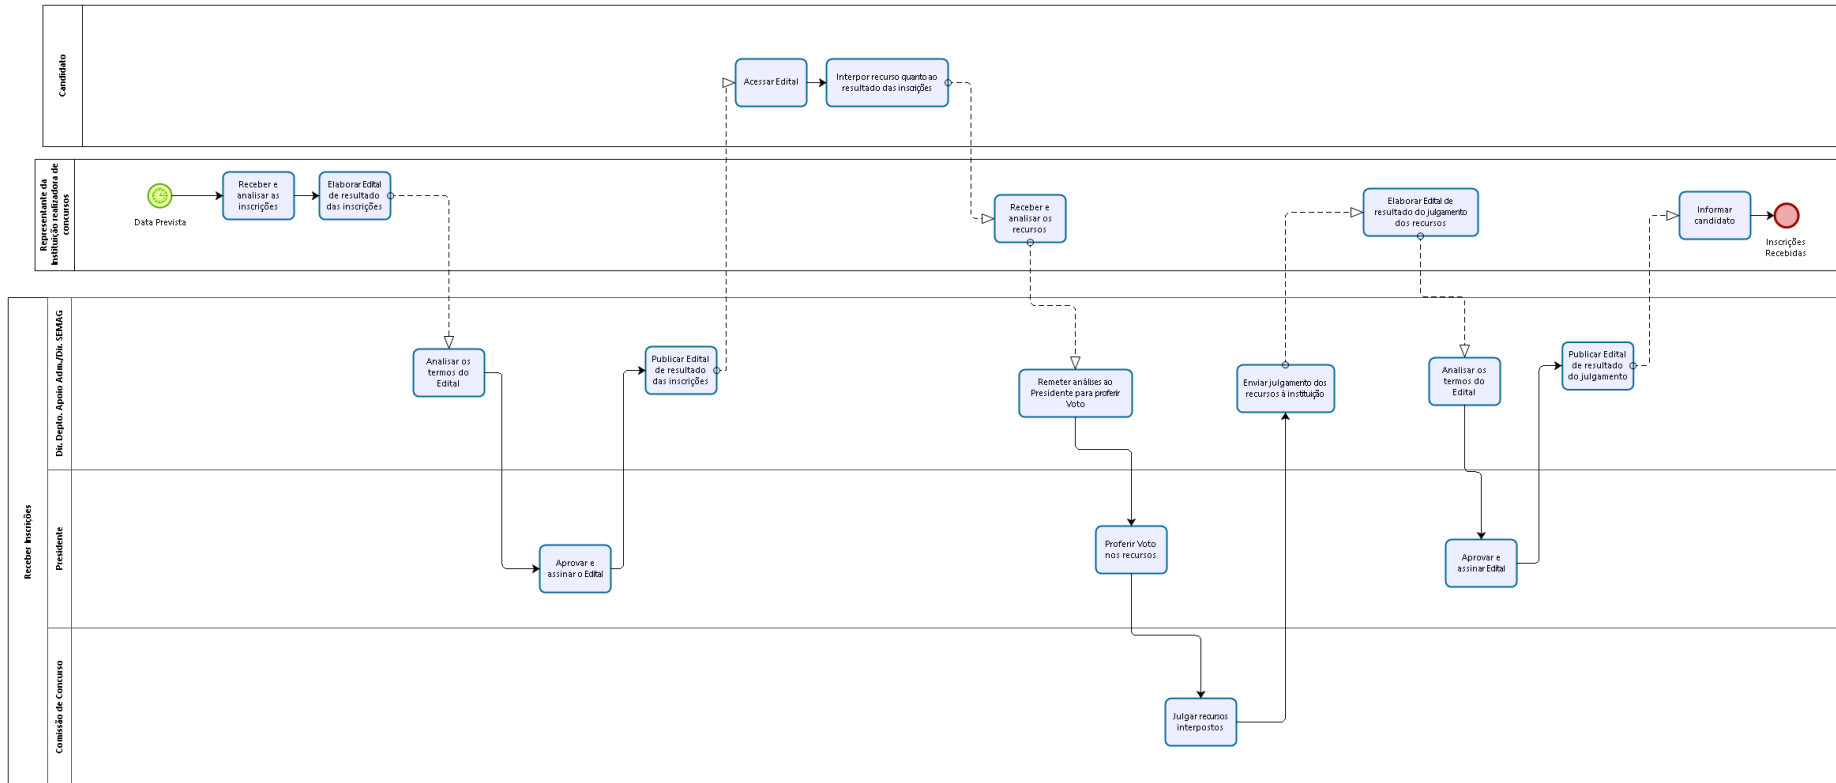 Candidato
Acessar Edital
Interpor recurso quanto ao
resultado das inscrições
Representante da
Instituição realizadora de
concursos
Data Prevista
Receber e
analisar as
inscrições
Elaborar Edital
de resultado
das inscrições
Receber e
analisar os
recursos
Elaborar Edital de
resultado do julgamento
dos recursos
Informar
candidato
Inscrições
Recebidas
Receber Inscrições
Dir. Depto. Apoio Adm./Dir. SEMAG
Analisar os
termos do
Edital
Publicar Edital
de resultado
das inscrições
Remeter análises ao
Presidente para proferir
Voto
Enviar julgamento dos
recursos à instituição
Analisar os
termos do
Edital
Publicar Edital
de resultado
do julgamento
Presidente
Aprovar e
assinar o Edital
Proferir Voto
nos recursos
Aprovar e
assinar Edital
Comissão de Concurso
Julgar recursos
interpostos